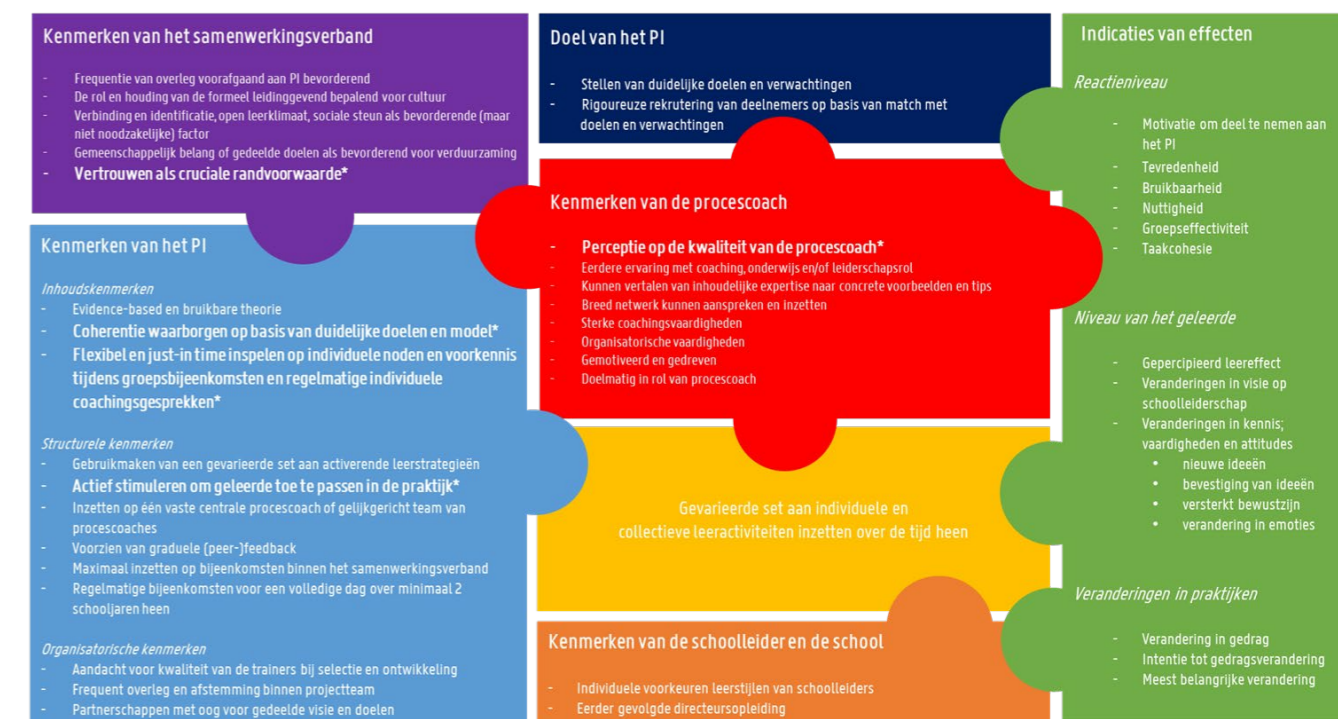 Kenmerken van het samenwerkingsverband
- Frequentie van overleg voorafgaand aan PI bevorderend
- De rol en houding van de formeel leidinggevend bepalend voor cultuur
- Verbinding en identificatie, open leerklimaat, sociale steun als bevorderende (maar
niet noodzakelijke) factor
- Gemeenschappelijk belang of gedeelde doelen als bevorderend voor verduurzaming
- Vertrouwen als cruciale randvoorwaarde*
Kenmerken van het PI
Inhoudskenmerken
- Evidence-based en bruikbare theorie
- Coherentie waarborgen op basis van duidelijke doelen en model*
- Flexibel en just-in time inspelen op individuele noden en voorkennis
tijdens groepsbijeenkomsten en regelmatige individuele
coachingsgesprekken*
Structurele kenmerken
- Gebruikmaken van een gevarieerde set aan activerende leerstrategieën
- Actief stimuleren om geleerde toe te passen in de praktijk*
- Inzetten op één vaste centrale procescoach of gelijkgericht team van
procescoaches
- Voorzien van graduele (peer-)feedback
- Maximaal inzetten op bijeenkomsten binnen het samenwerkingsverband
- Regelmatige bijeenkomsten voor een volledige dag over minimaal 2
schooljaren heen
Organisatorische kenmerken
- Aandacht voor kwaliteit van de trainers bij selectie en ontwikkeling
- Frequent overleg en afstemming binnen projectteam
- Partnerschappen met oog voor gedeelde visie en doelen
Doel van het PI
- Stellen van duidelijke doelen en verwachtingen
- Rigoureuze rekrutering van deelnemers op basis van match met
doelen en verwachtingen
Kenmerken van de procescoach
- Perceptie op de kwaliteit van de procescoach*
- Eerdere ervaring met coaching, onderwijs en/of leiderschapsrol
- Kunnen vertalen van inhoudelijke expertise naar concrete voorbeelden en tips
- Breed netwerk kunnen aanspreken en inzetten
- Sterke coachingsvaardigheden
- Organisatorische vaardigheden
- Gemotiveerd en gedreven
- Doelmatig in rol van procescoach
Gevarieerde set aan individuele en
collectieve leeractiviteiten inzetten over de tijd heen
Kenmerken van de schoolleider en de school
- Individuele voorkeuren leerstijlen van schoolleiders
- Eerder gevolgde directeursopleiding
Indicaties van effecten
Reactieniveau
- Motivatie om deel te nemen aan
het PI
- Tevredenheid
- Bruikbaarheid
- Nuttigheid
- Groepseffectiviteit
- Taakcohesie
Niveau van het geleerde
- Gepercipieerd leereffect
- Veranderingen in visie op
schoolleiderschap
- Veranderingen in kennis;
vaardigheden en attitudes
• nieuwe ideeën
• bevestiging van ideeën
• versterkt bewustzijn
• verandering in emoties
Veranderingen in praktijken
- Verandering in gedrag
- Intentie tot gedragsverandering
- Meest belangrijke verandering